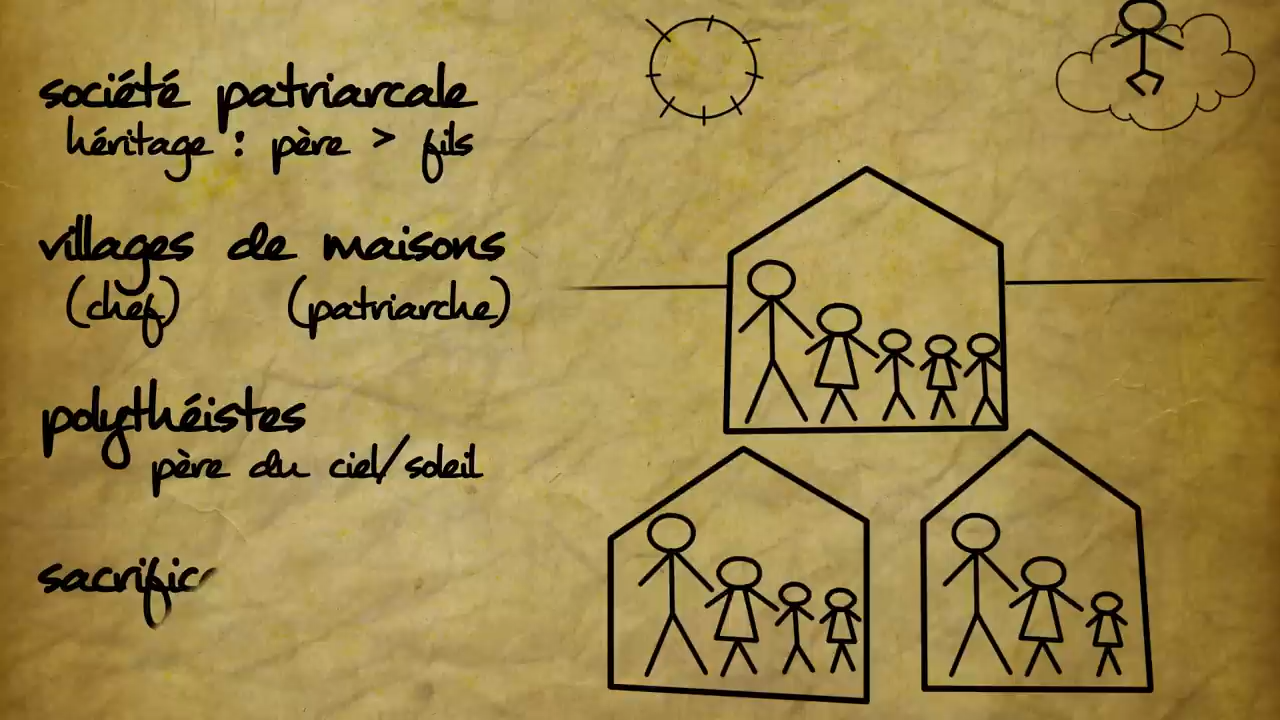 société patriarcale
héritage : père > fils
villages de maisons
(chef) (patriarche)
polythéistes
père du ciel/soleil